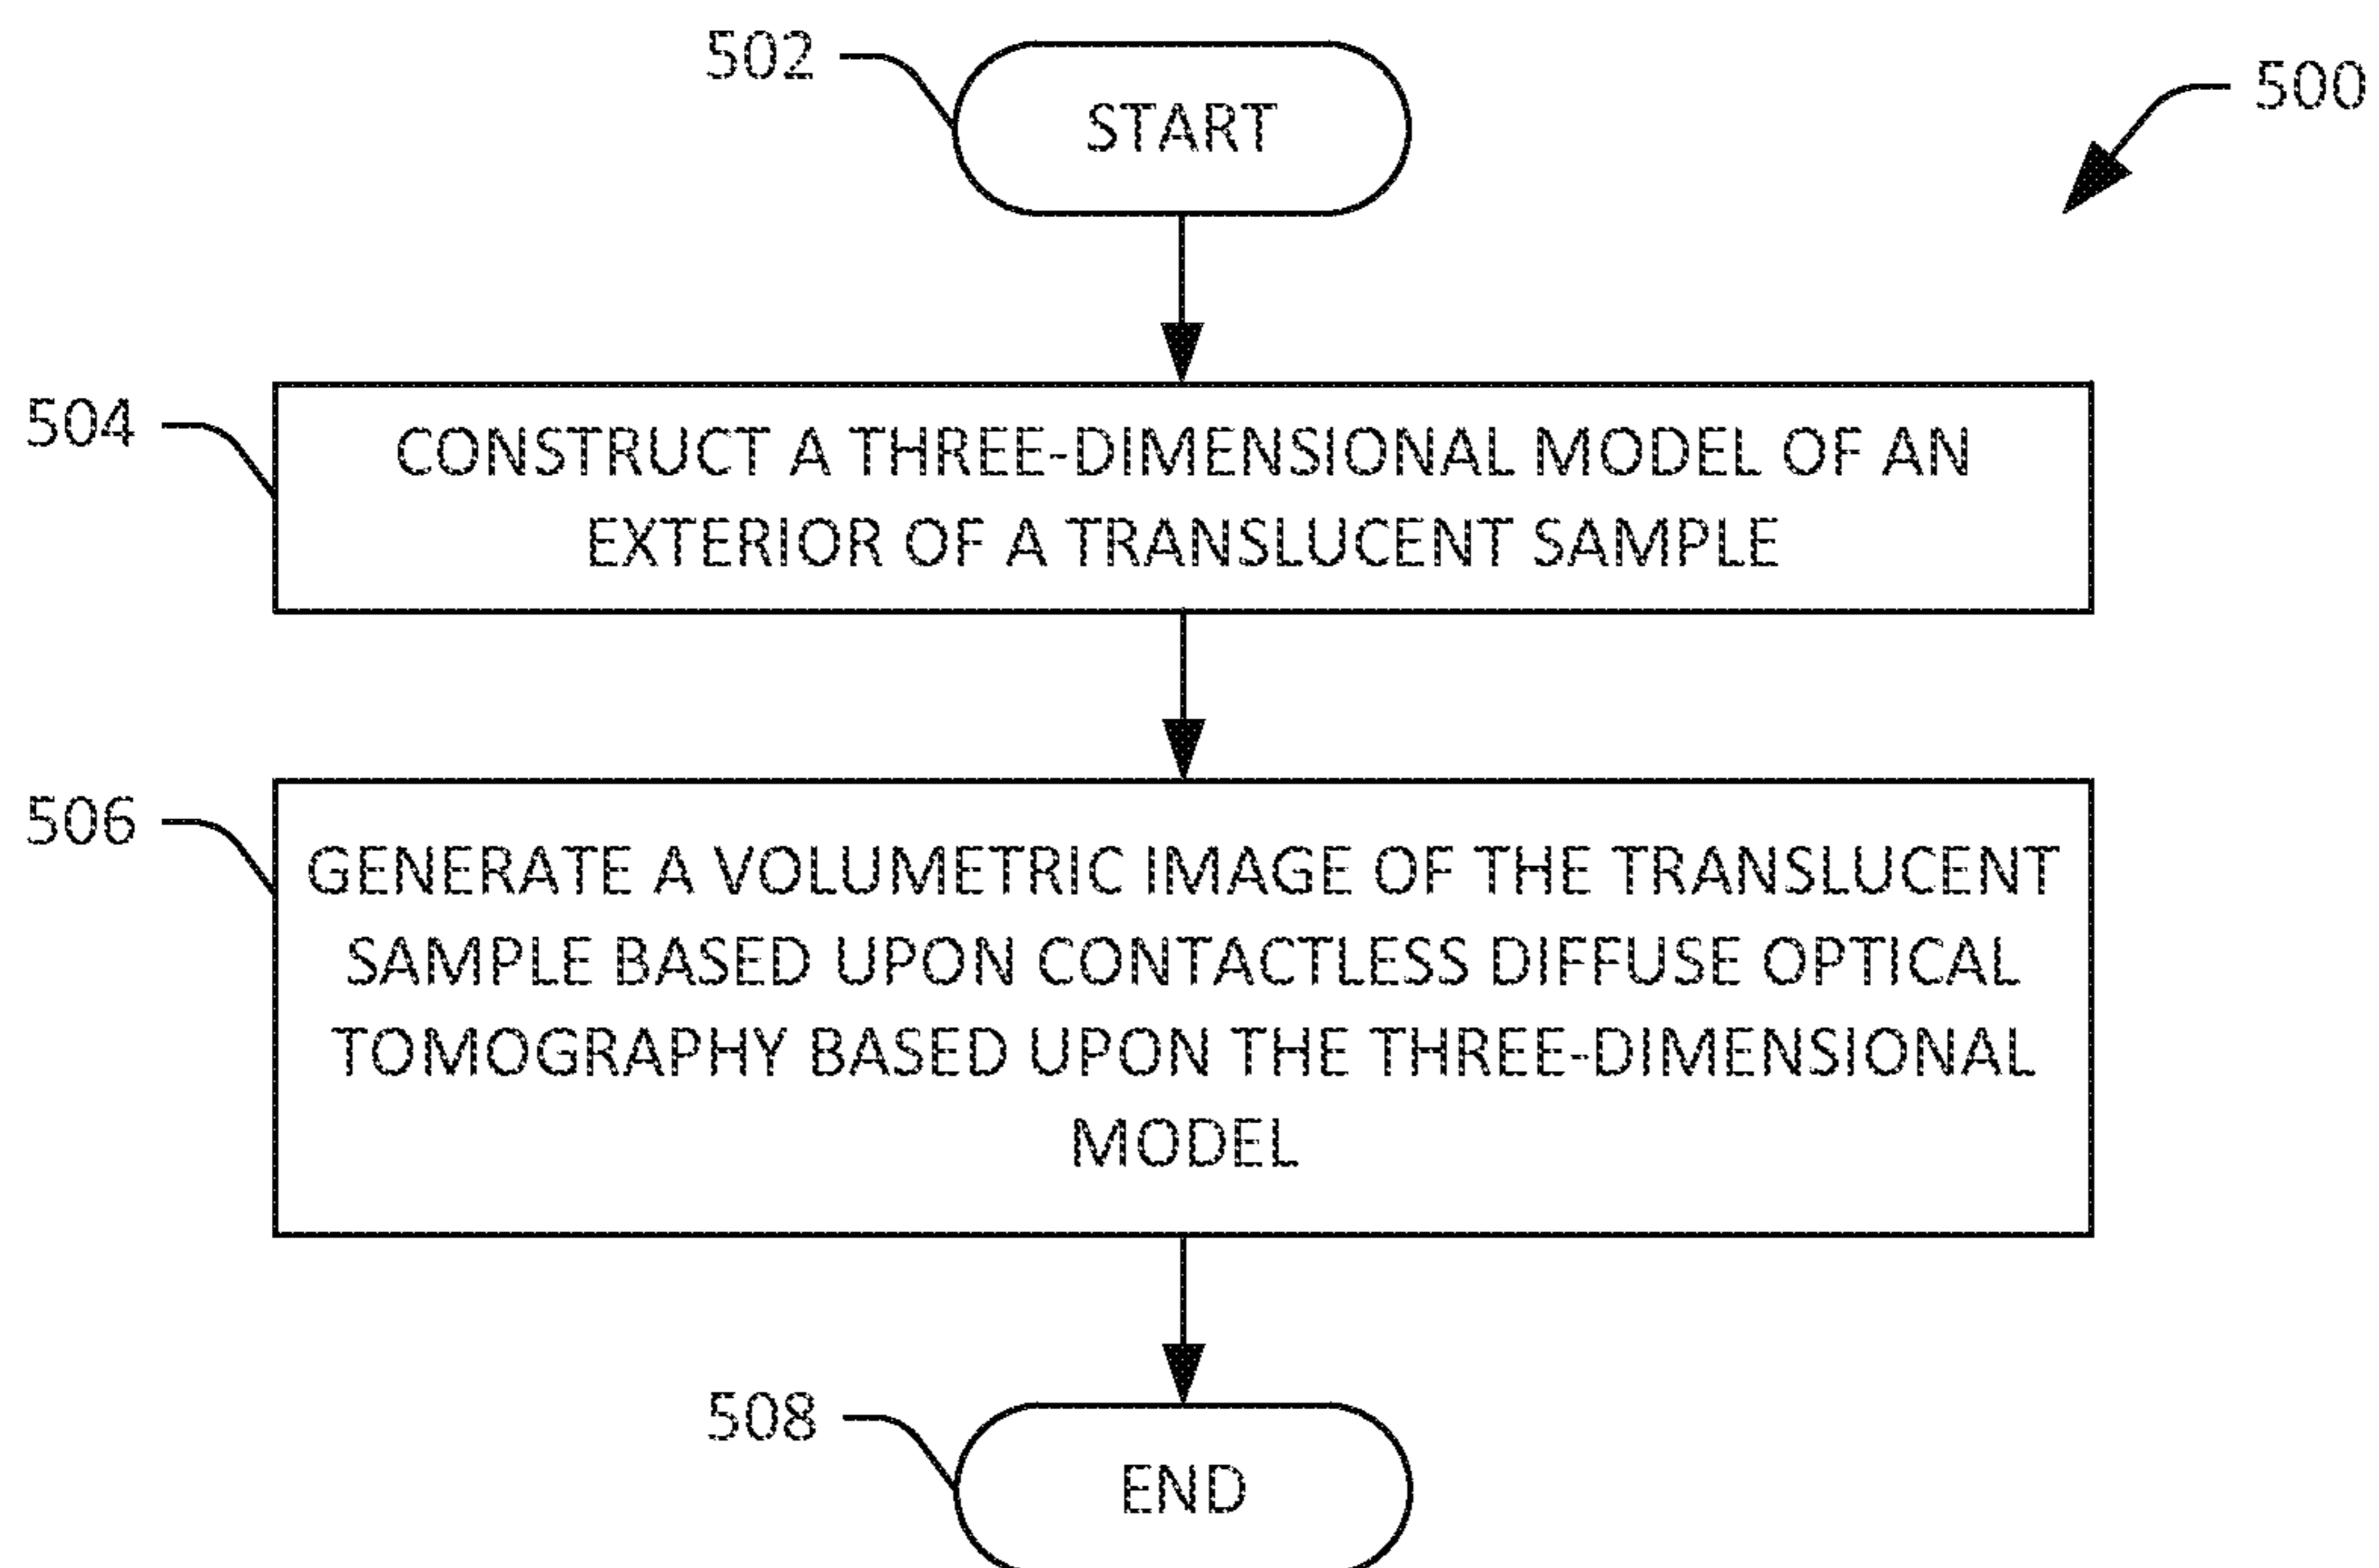 502
START
500
504
CONSTRUCT A THREE-DIMENSIONAL MODEL OF AN
EXTERIOR OF A TRANSLUCENT SAMPLE
506
GENERATE A VOLUMETRIC IMAGE OF THE TRANSLUCENT
SAMPLE BASED UPON CONTACTLESS DIFFUSE OPTICAL
TOMOGRAPHY BASED UPON THE THREE-DIMENSIONAL
MODEL
508
END